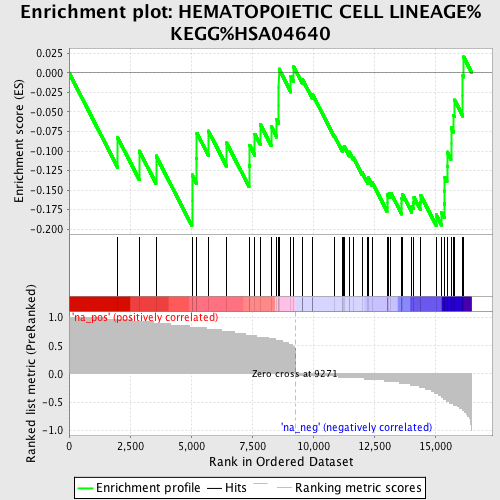 Enrichment plot: HEMATOPOIETIC CELL LINEAGE%
KEGG%HSA04640
Enrichment score (ES)
0.025
0.000
-0.025
-0.050
-0.075
-0.100
-0.125
-0.150
-0.175
-0.200
'na_pos' (positively correlated)
Ranked list metric (PreRanked)
1.0
0.5
0.0
-0.5
-1.0
Zero cross at 9271
'na_neg' (negatively correlated)
0
2,500
5,000
7,500
10,000
12,500
15,000
Rank in Ordered Dataset
Enrichment profile
Hits
Ranking metric scores